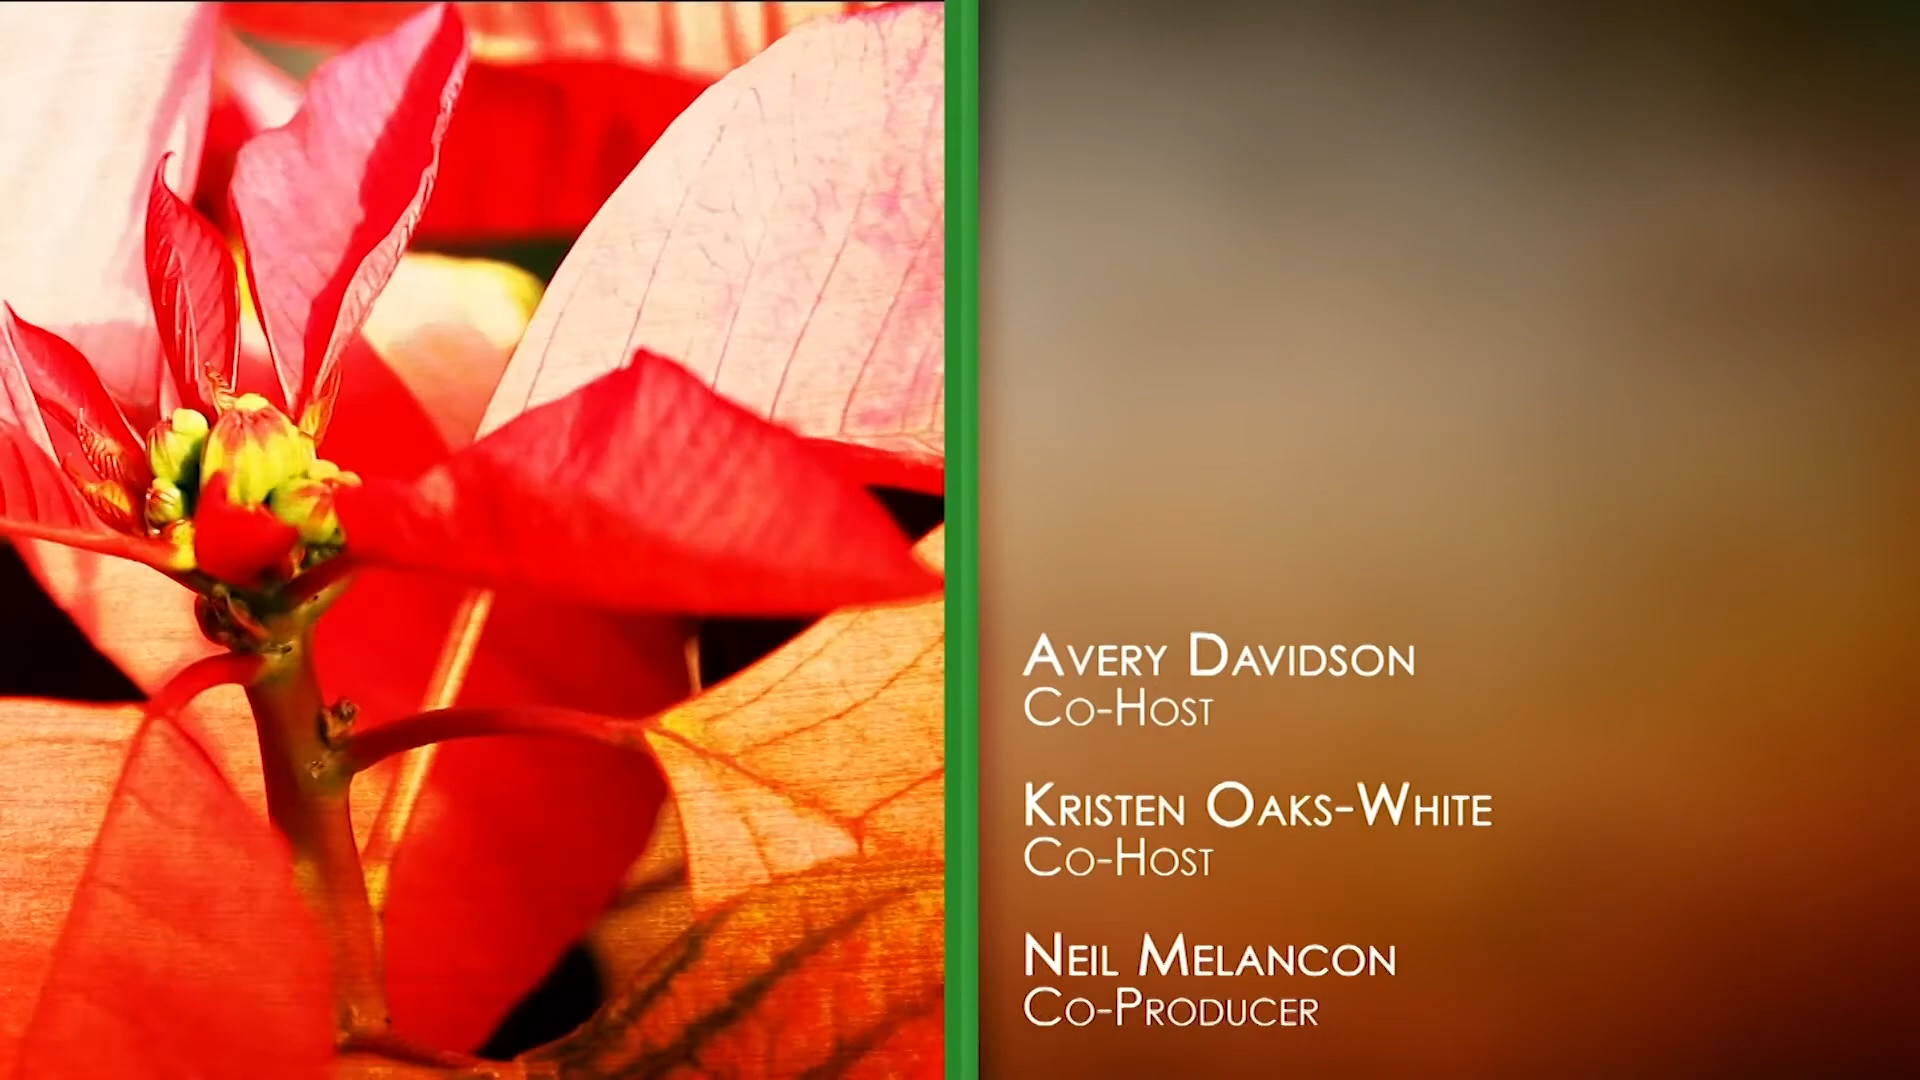 Avery Davidson
Co-Host
Kristen Oaks-White
Co-Host
Neil Melancon
Co-Producer